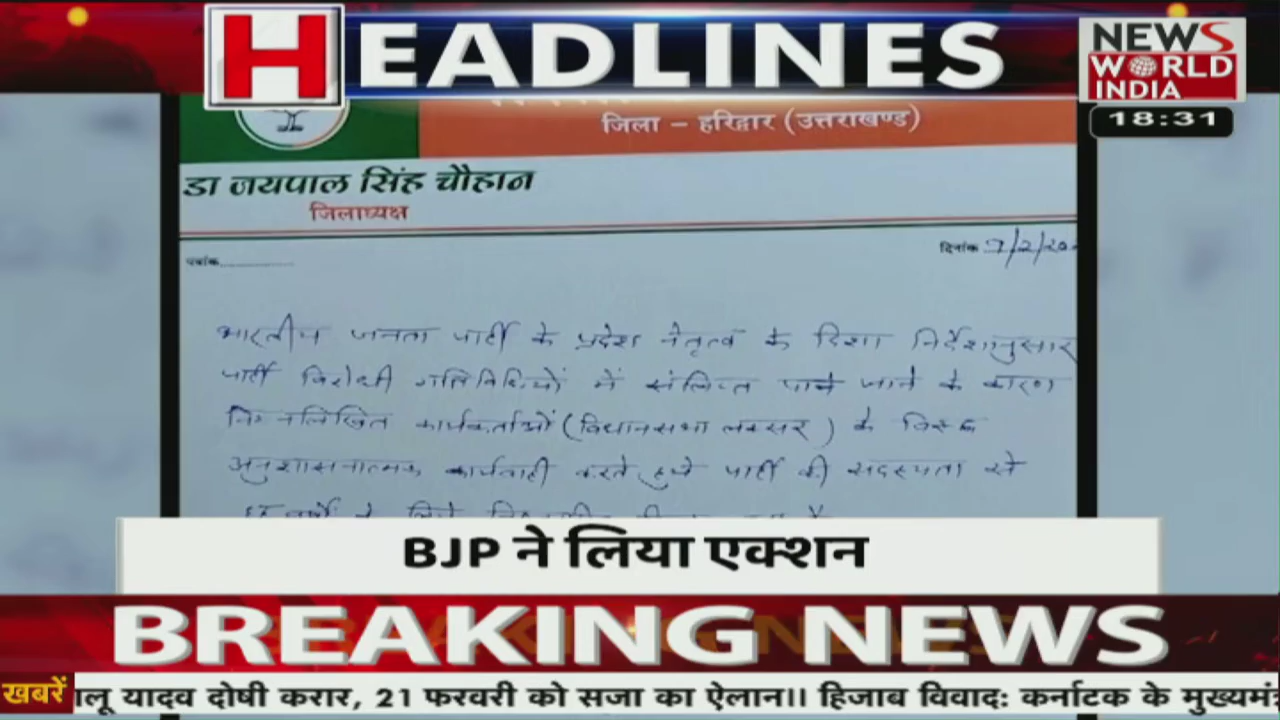 HEADLINES
NEWS
WORLD
INDIA
18:31
जिला - हरिद्वार (उत्तराखण्ड)
डा जयपाल सिंह चौहान
जिलाध्यक्ष
दिनांक 9/2/20
भारतीय जनता पार्टी के प्रदेश नेतृत्व के दिशा निर्देशानुसार
पार्टी विरोधी गतिविधियों में संलिप्त पाने जाने के कारण
निम्नलिखित कार्यकर्ताओं (विधानसभा लक्सर) के विरुद्ध
अनुशासनात्मक कार्यवाही करते हुये पार्टी की सदस्यता से
BJP ने लिया एक्शन
BREAKING NEWS
खबरें
लू यादव दोषी करार, 21 फरवरी को सजा का ऐलान।। हिजाब विवाद: कर्नाटक के मुख्यमं